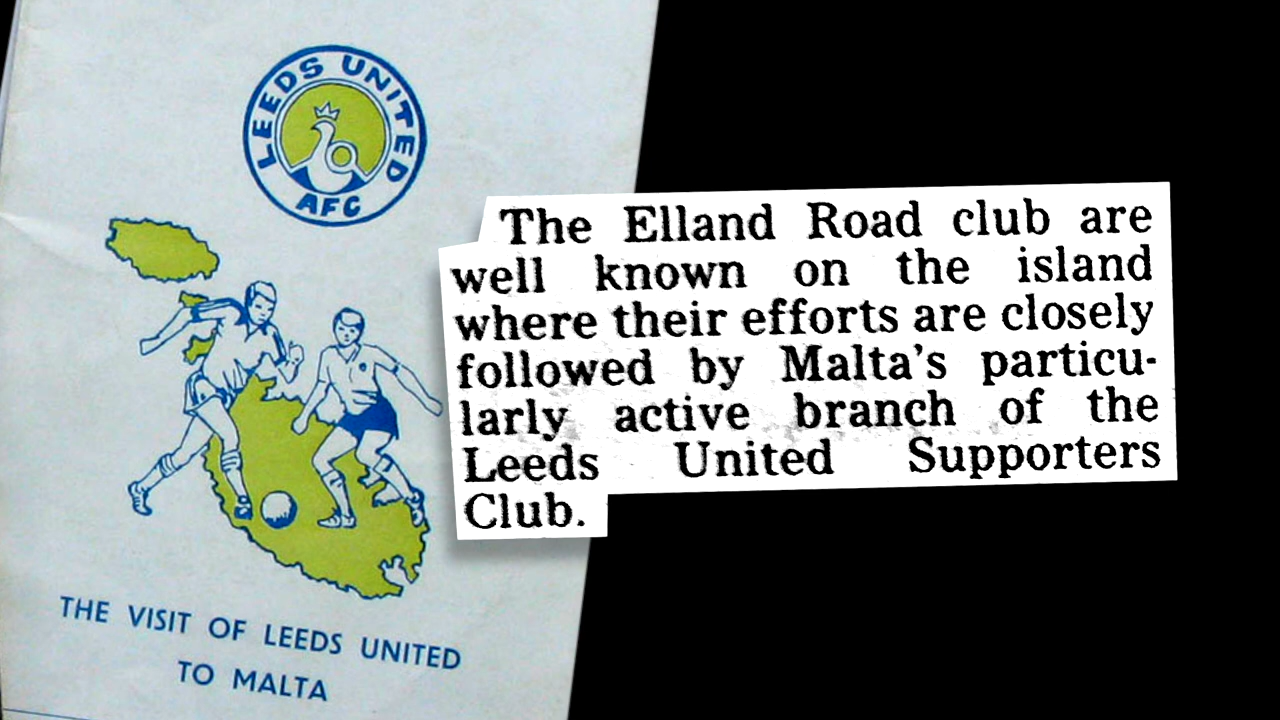 LEEDS UNITED
AFC
THE VISIT OF LEEDS UNITED
TO MALTA
The Elland Road club are
well known on the island
where their efforts are closely
followed by Malta's particu-
larly active branch of the
Leeds United Supporters
Club.